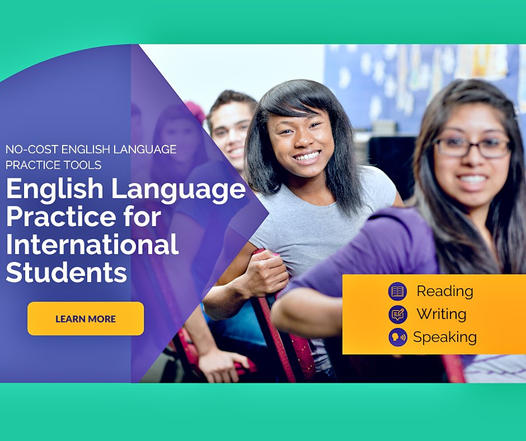 NO-COST ENGLISH LANGUAGE
PRACTICE TOOLS
English Language
Practice for
International
Students
LEARN MORE
Reading
Writing
Speaking